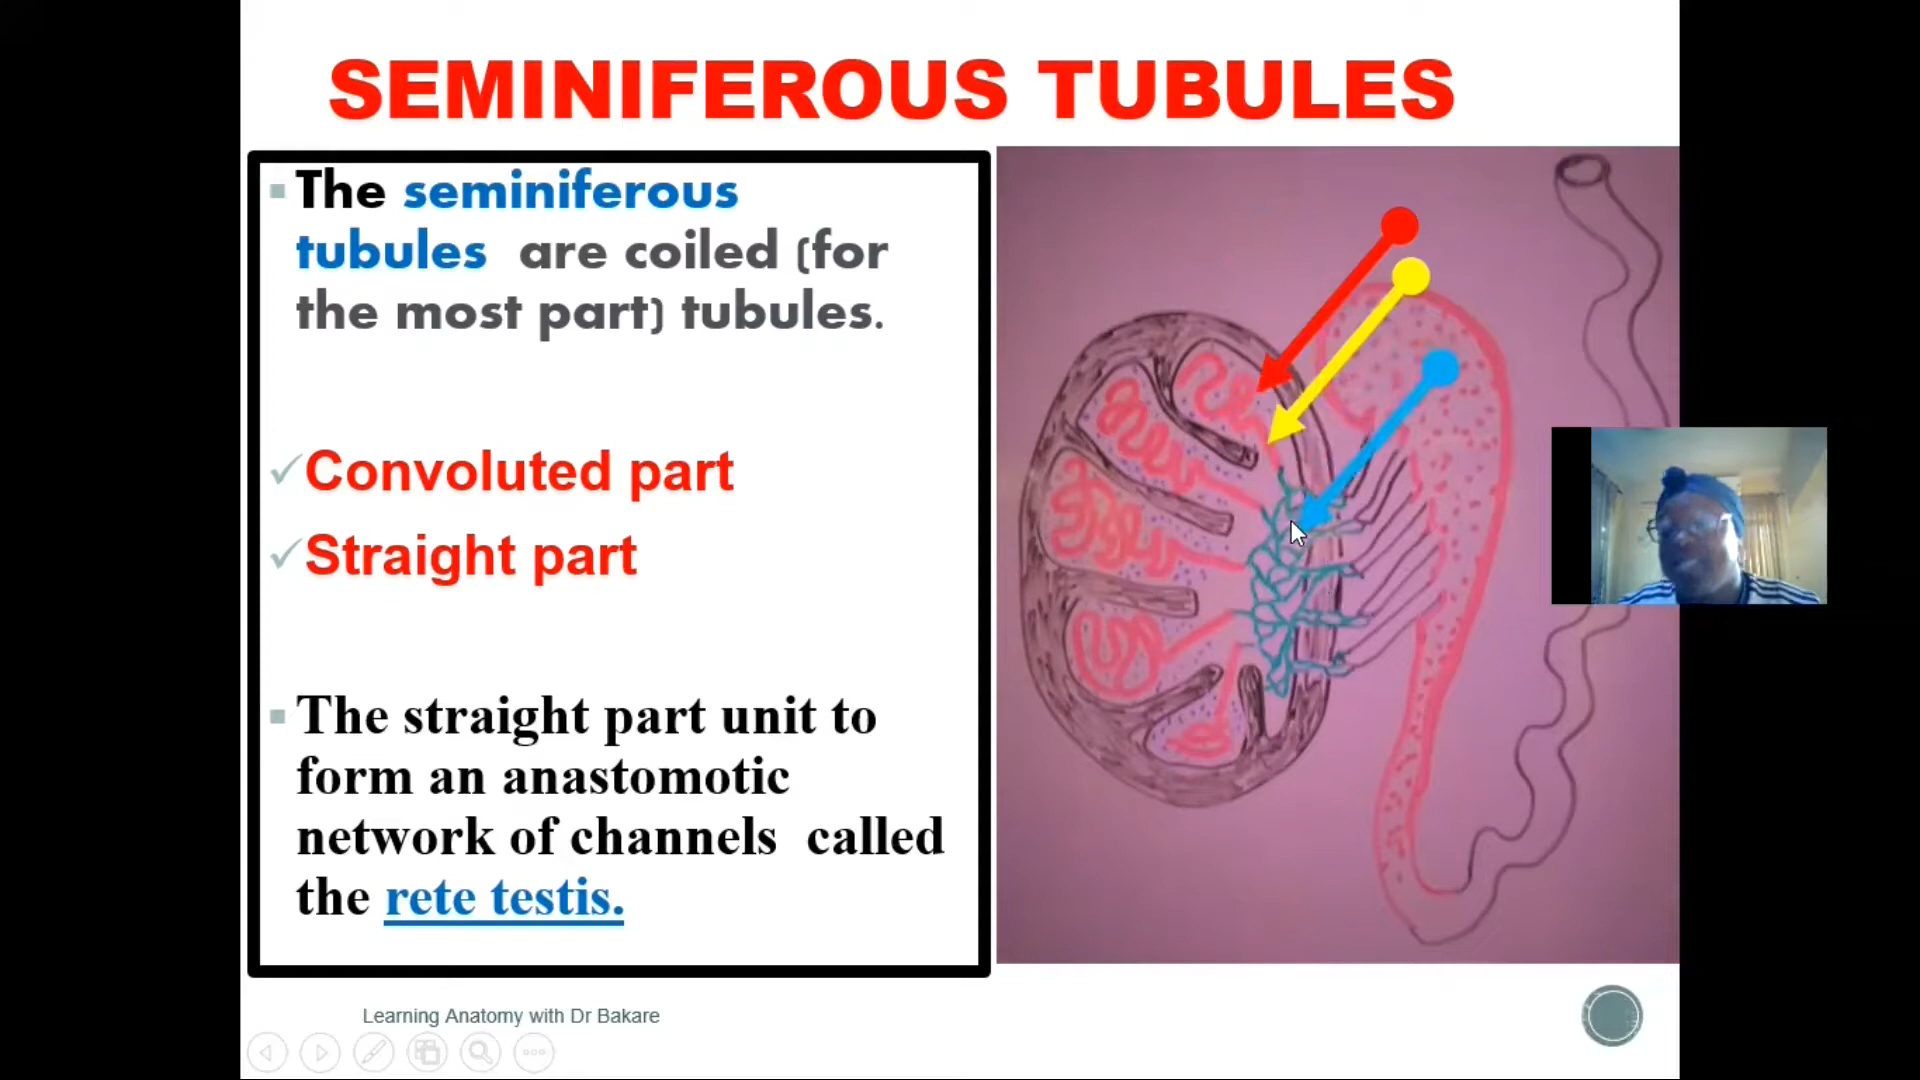 SEMINIFEROUS TUBULES
The seminiferous
tubules are coiled (for
the most part) tubules.
Convoluted part
Straight part
The straight part unit to
form an anastomotic
network of channels called
the rete testis.
Learning Anatomy with Dr Bakare